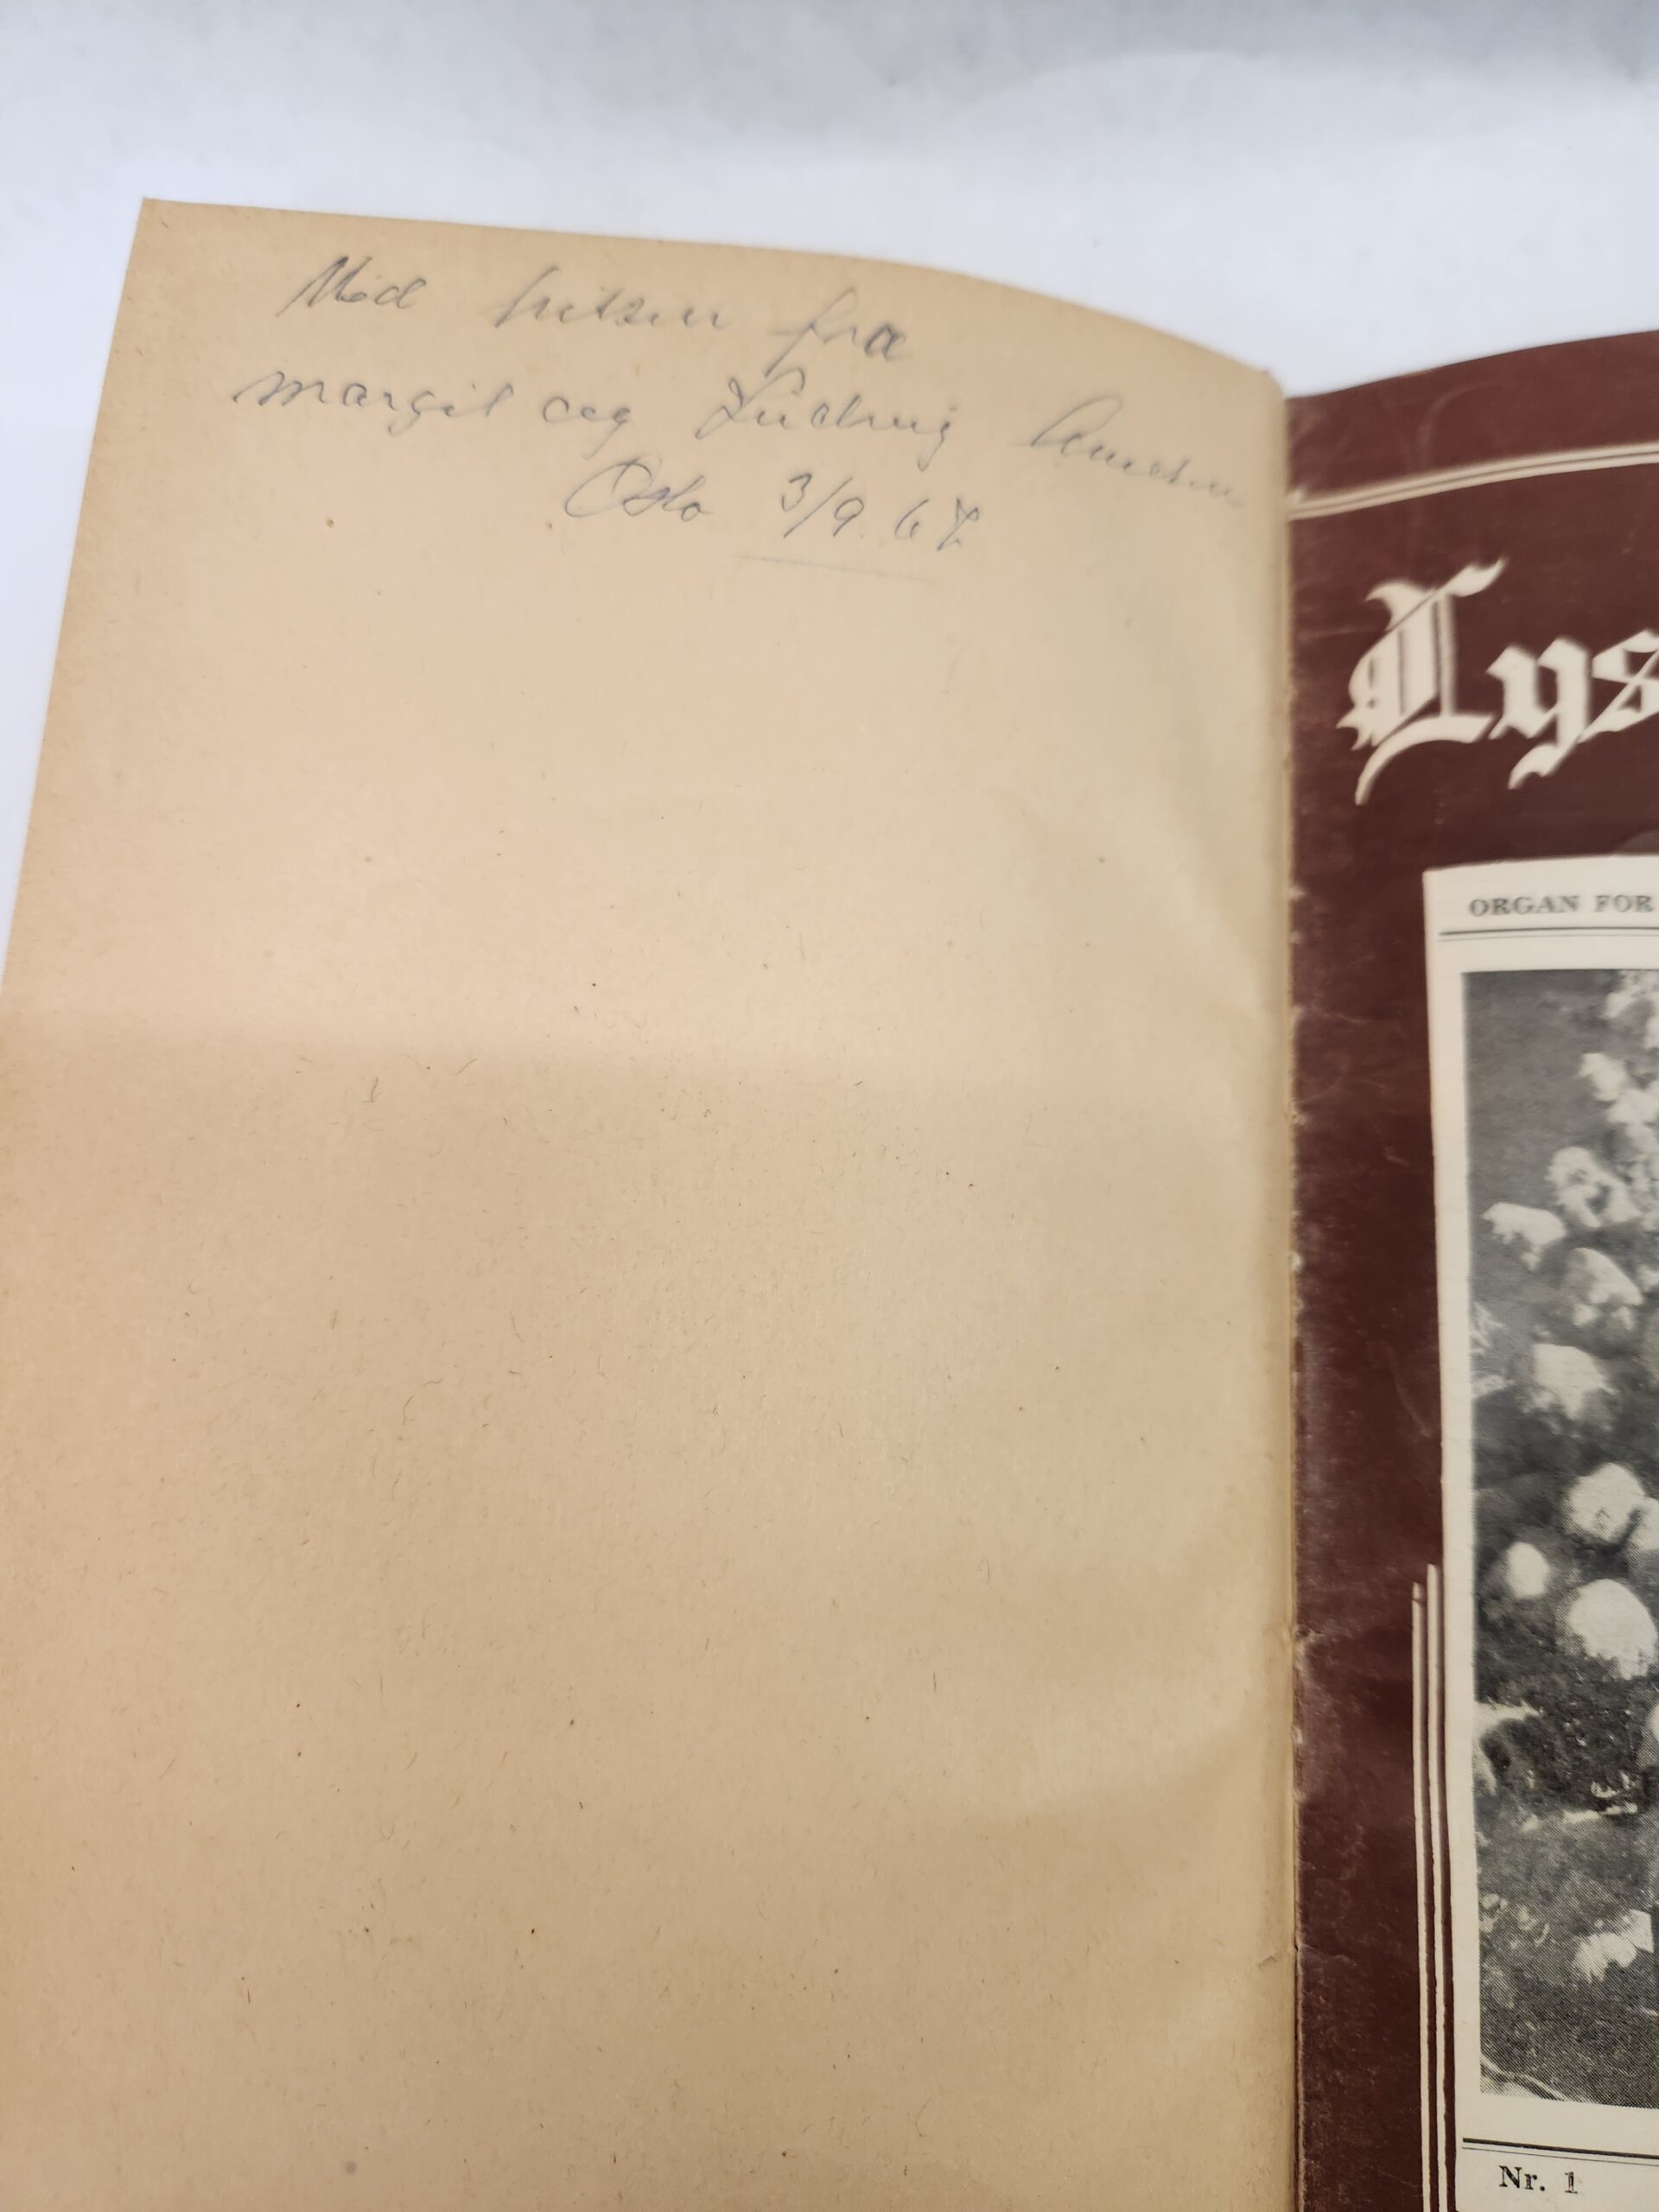 Med hilsen fra
Margit og Ludvig
Oslo 3/9. 67
Lys
ORGAN FOR
Nr. 1